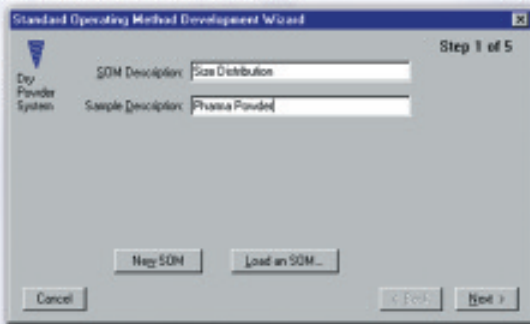 Standard Operating Method Development Wizard
Step 1 of 5
Dry
Powder
System
SOM Description: Size Distribution
Sample Description: Pharma Powder
New SOM Load an SOM...
Cancel < Back Next >